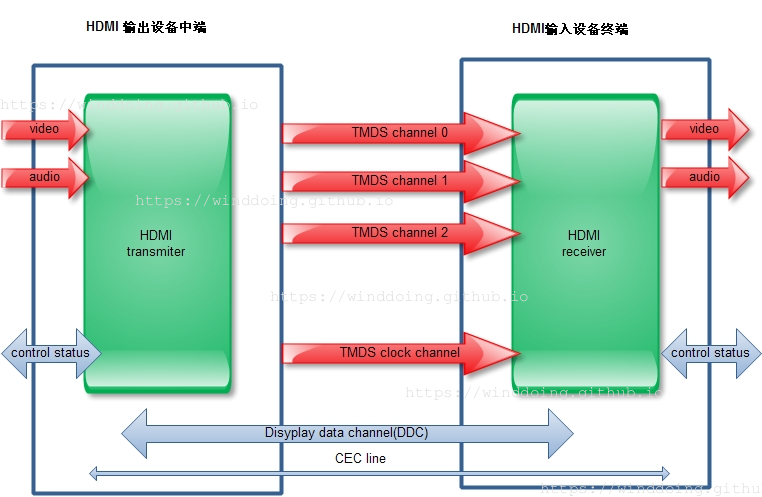 HDMI 输出设备中端
HDMI输入设备终端
https://winddoing.github.io
video
TMDS channel 0
video
audio
TMDS channel 1
audio
https://winddoing.github.io
TMDS channel 2
HDMI
transmiter
HDMI
receiver
https://winddoing.github.io
control status
TMDS clock channel
control status
https://winddoing.github.io
Disyplay data channel(DDC)
CEC line
https://winddoing.githu